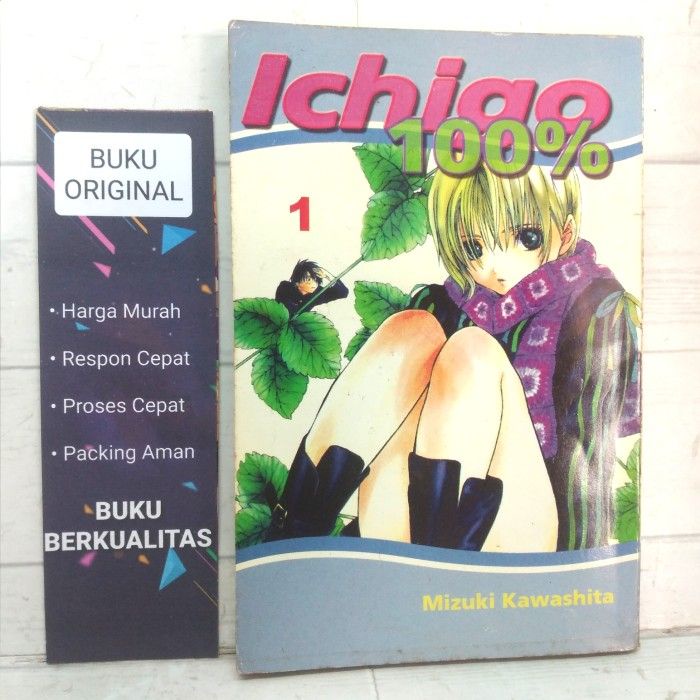 BUKU
ORIGINAL
• Harga Murah
• Respon Cepat
• Proses Cepat
• Packing Aman
BUKU
BERKUALITAS
Ichigo
100%
1
Mizuki Kawashita